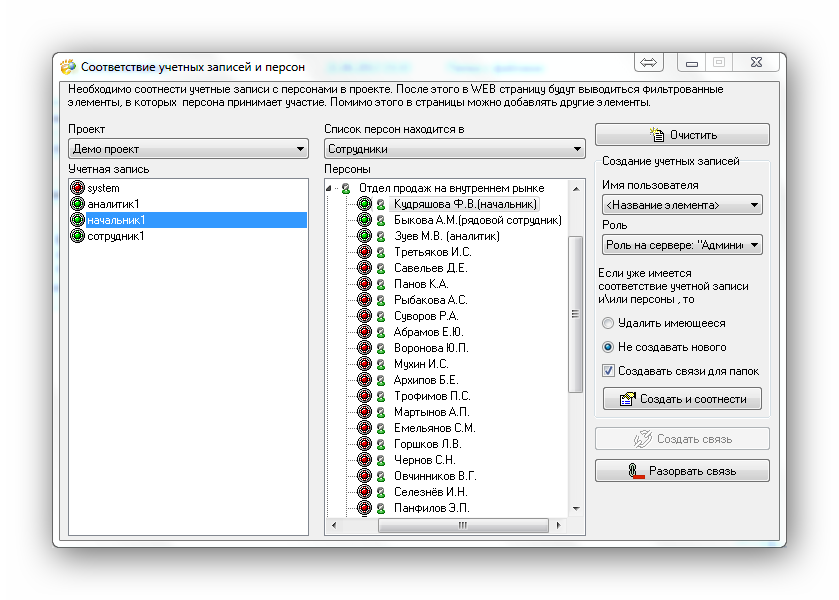 Соответствие учетных записей и персон
Необходимо соотнести учетные записи с персонами в проекте. После этого в WEB страницу будут выводиться фильтрованные
элементы, в которых персона принимает участие. Помимо этого в страницы можно добавлять другие элементы.
Проект
Демо проект
Учетная запись
system
аналитик1
начальник1
сотрудник1
Список персон находится в
Сотрудники
Персоны
Отдел продаж на внутреннем рынке
Кудряшова Ф.В.(начальник)
Быкова А.М.(рядовой сотрудник)
Зуев М.В. (аналитик)
Третьяков И.С.
Савельев Д.Е.
Панов К.А.
Рыбакова А.С.
Суворов Р.А.
Абрамов Е.Ю.
Воронова Ю.П.
Мухин И.С.
Архипов Б.Е.
Трофимов П.С.
Мартынов А.П.
Емельянов С.М.
Горшков Л.В.
Чернов С.Н.
Овчинников В.Г.
Селезнёв И.Н.
Панфилов Э.П.
Очистить
Создание учетных записей
Имя пользователя
<Название элемента>
Роль
Роль на сервере: "Админи
Если уже имеется
соответствие учетной записи
и\или персоны , то
Удалить имеющееся
Не создавать нового
Создавать связи для папок
Создать и соотнести
Создать связь
Разорвать связь